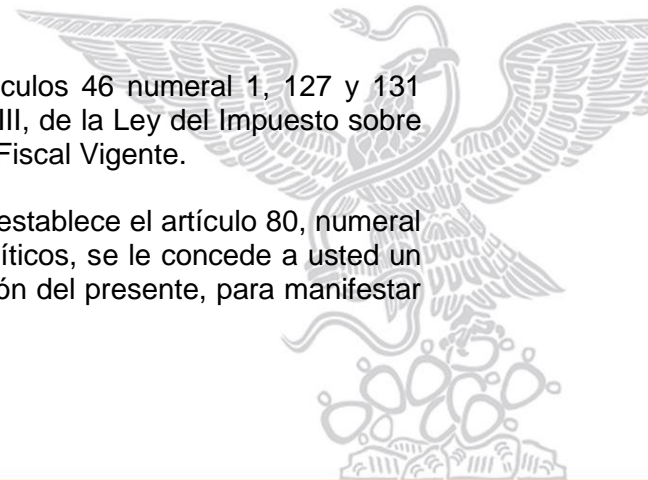 culos 46 numeral 1, 127 y 131
III, de la Ley del Impuesto sobre
Fiscal Vigente.
establece el artículo 80, numeral
líticos, se le concede a usted un
ón del presente, para manifestar